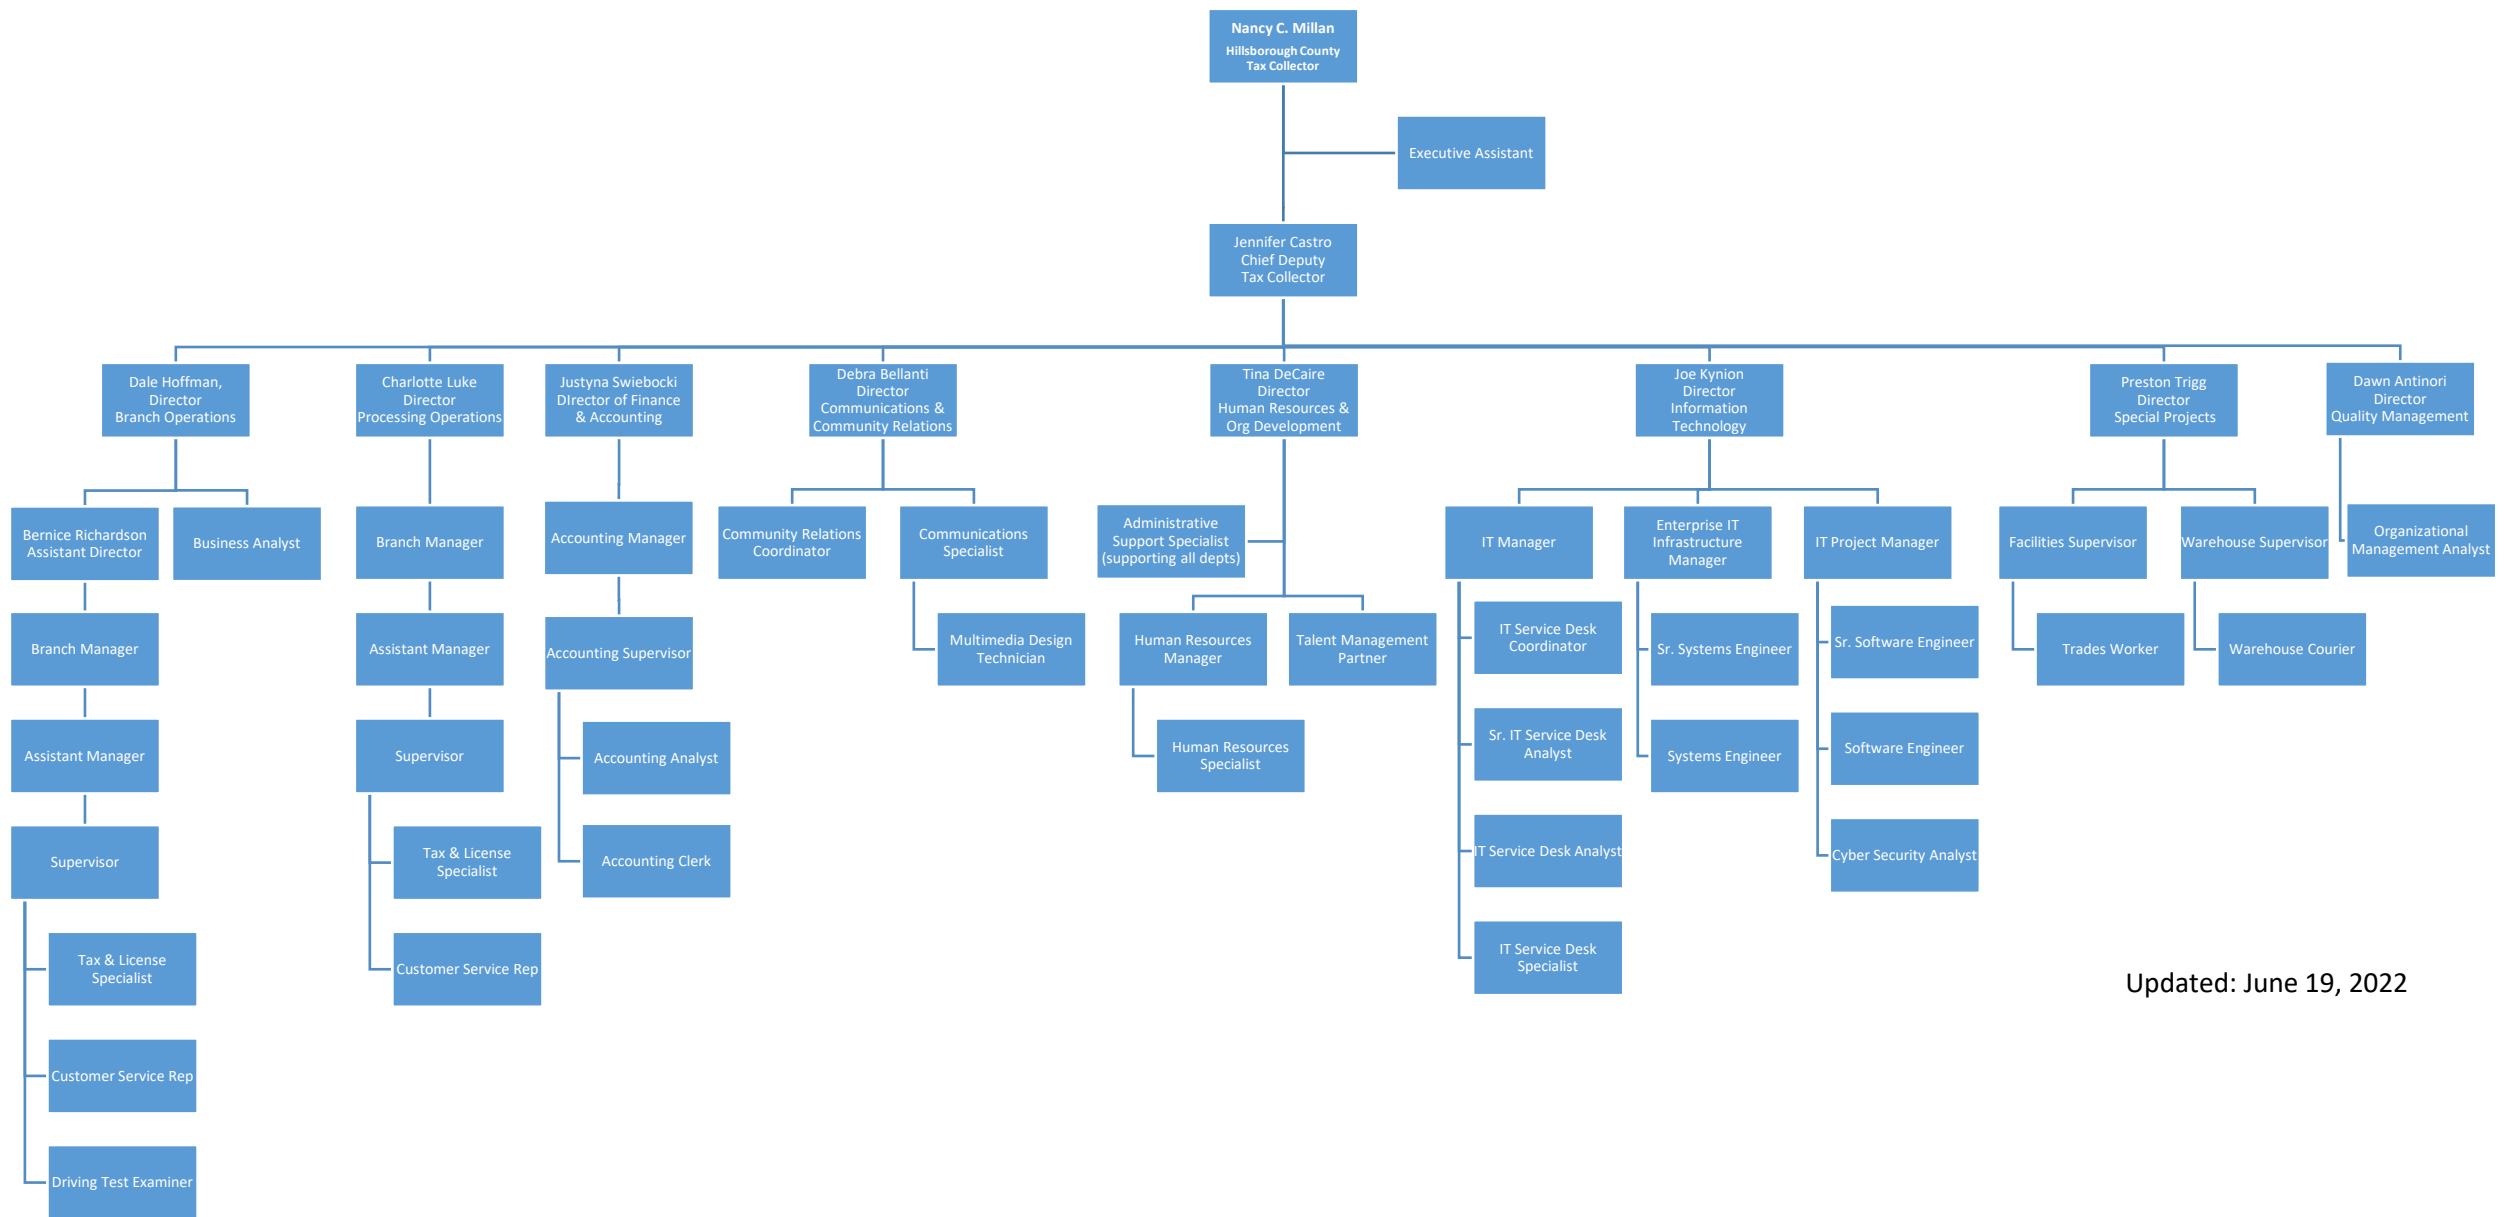 Nancy C. Millan
Hillsborough County
Tax Collector
Executive Assistant
Jennifer Castro
Chief Deputy
Tax Collector
Dale Hoffman,
Director
Branch Operations
Charlotte Luke
Director
Processing Operations
Justyna Swiebocki
DIrector of Finance
& Accounting
Debra Bellanti
Director
Communications &
Community Relations
Tina DeCaire
Director
Human Resources &
Org Development
Joe Kynion
Director
Information
Technology
Preston Trigg
Director
Special Projects
Dawn Antinori
Director
Quality Management
Bernice Richardson
Assistant Director
Business Analyst
Branch Manager
Accounting Manager
Community Relations
Coordinator
Communications
Specialist
Administrative
Support Specialist
(supporting all depts)
IT Manager
Enterprise IT
Infrastructure
Manager
IT Project Manager
Facilities Supervisor
Warehouse Supervisor
Organizational
Management Analyst
Branch Manager
Assistant Manager
Accounting Supervisor
Multimedia Design
Technician
Human Resources
Manager
Talent Management
Partner
IT Service Desk
Coordinator
Sr. Systems Engineer
Sr. Software Engineer
Trades Worker
Warehouse Courier
Assistant Manager
Supervisor
Accounting Analyst
Human Resources
Specialist
Sr. IT Service Desk
Analyst
Systems Engineer
Software Engineer
Supervisor
Tax & License
Specialist
Accounting Clerk
IT Service Desk Analyst
Cyber Security Analyst
Tax & License
Specialist
Customer Service Rep
IT Service Desk
Specialist
Updated: June 19, 2022
Customer Service Rep
Driving Test Examiner